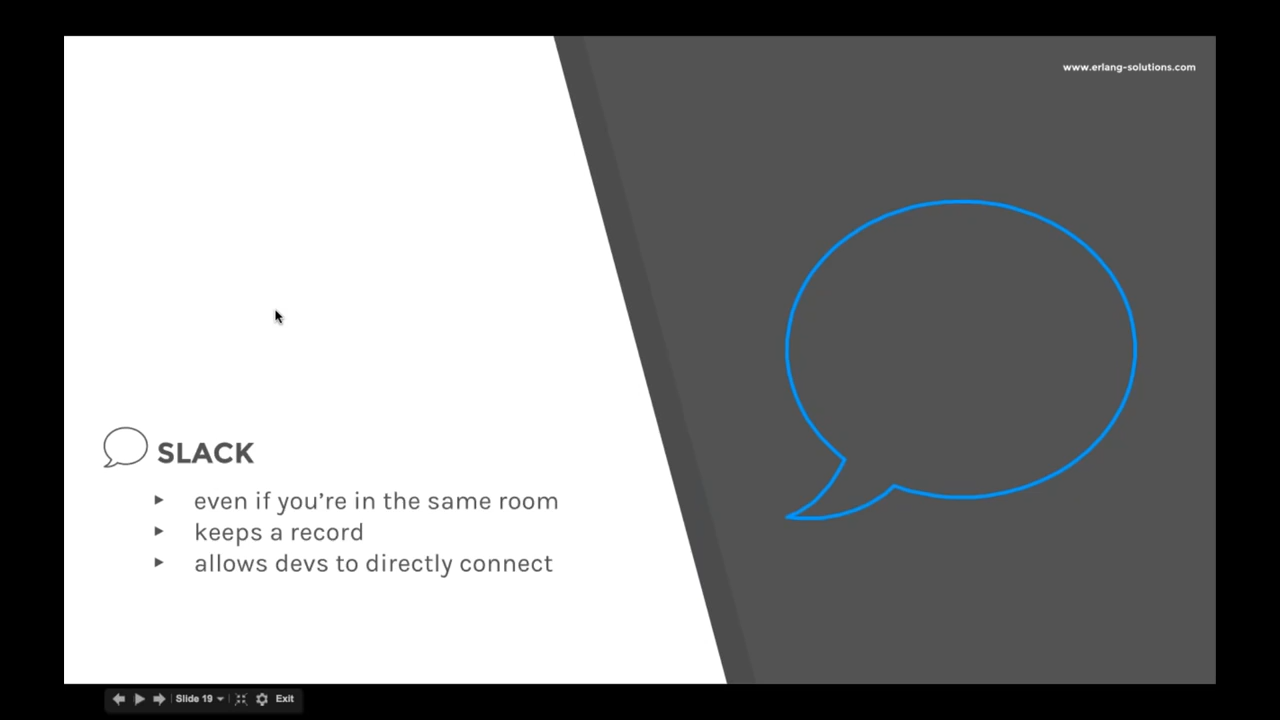 www.erlang-solutions.com
SLACK
even if you’re in the same room
keeps a record
allows devs to directly connect
Slide 19
Exit